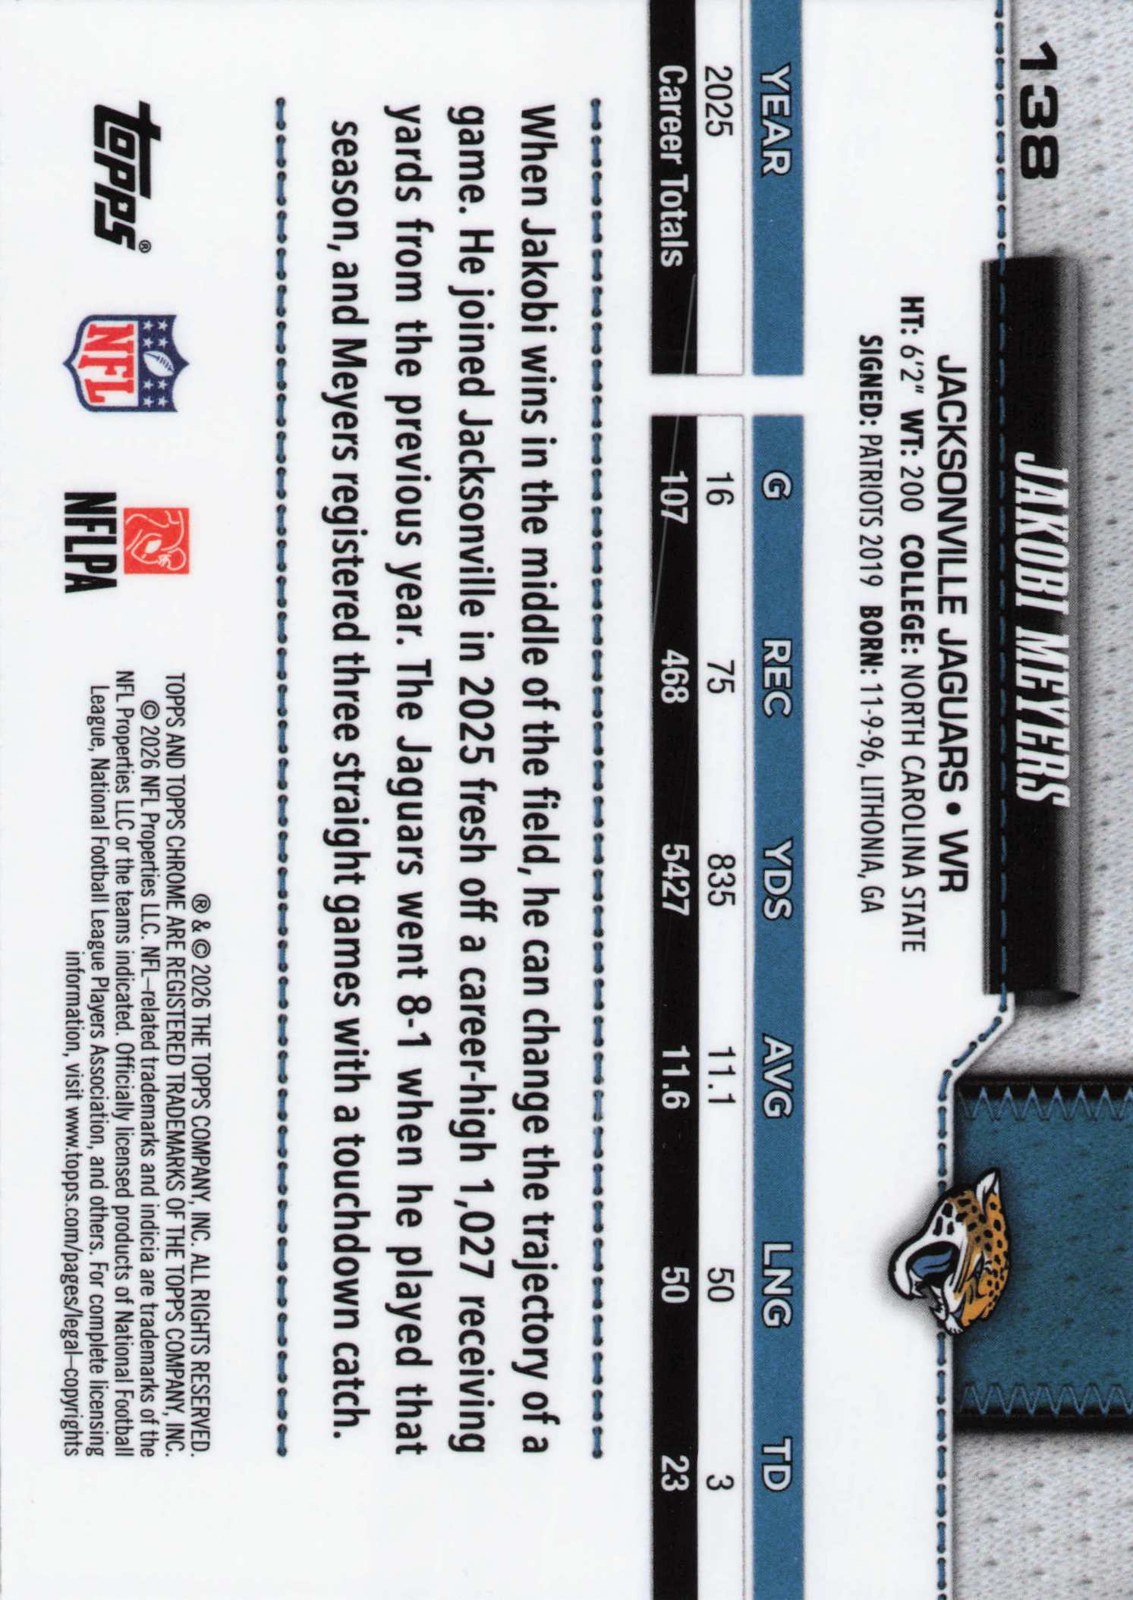 138
JAKOBI MEYERS
JACKSONVILLE JAGUARS • WR
HT: 6'2" WT: 200 COLLEGE: NORTH CAROLINA STATE
SIGNED: PATRIOTS 2019 BORN: 11-9-96, LITHONIA, GA
YEAR G REC YDS AVG LNG TD
2025 16 75 835 11.1 50 3
Career Totals 107 468 5427 11.6 50 23
When Jakobi wins in the middle of the field, he can change the trajectory of a
game. He joined Jacksonville in 2025 fresh off a career-high 1,027 receiving
yards from the previous year. The Jaguars went 8-1 when he played that
season, and Meyers registered three straight games with a touchdown catch.
topps®
NFL
NFLPA
® & © 2026 THE TOPPS COMPANY, INC. ALL RIGHTS RESERVED.
TOPPS AND TOPPS CHROME ARE REGISTERED TRADEMARKS OF THE TOPPS COMPANY, INC.
© 2026 NFL Properties LLC. NFL-related trademarks and indicia are trademarks of the
NFL Properties LLC or the teams indicated. Officially licensed products of National Football
League, National Football League Players Association, and others. For complete licensing
information, visit www.topps.com/pages/legal-copyrights